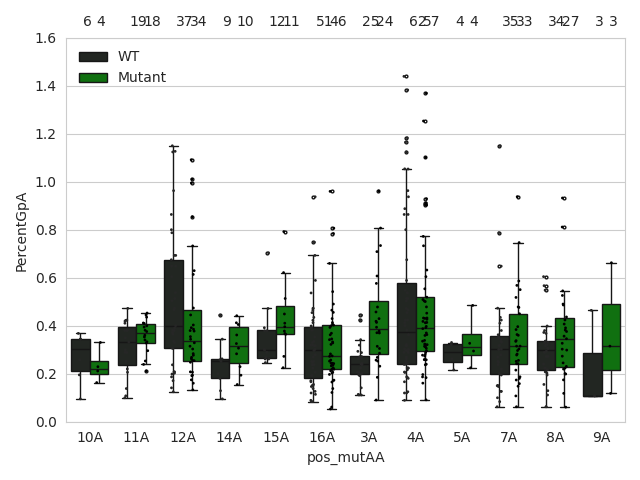 6 4 19 18 37 34 9 10 12 11 51 46 25 24 62 57 4 4 35 33 34 27 3 3
1.6
WT
Mutant
1.4
1.2
1.0
PercentGpA
0.8
0.6
0.4
0.2
0.0
10A 11A 12A 14A 15A 16A 3A 4A 5A 7A 8A 9A
pos_mutAA